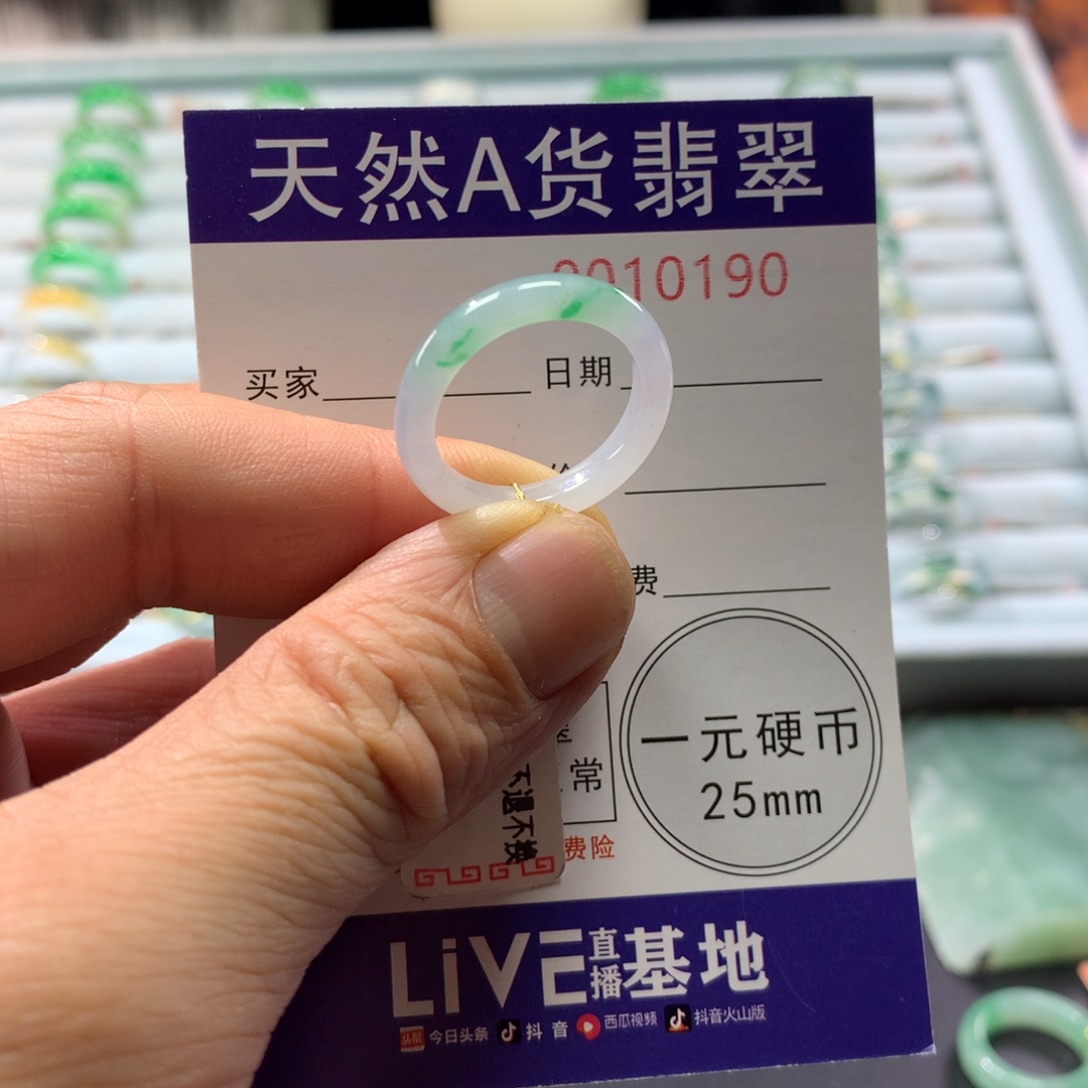 天然A货翡翠
0010190
买家
日期
费
常
一元硬币
25mm
不退不换
费险
LiVE直播基地
头条 今日头条 抖音 西瓜视频 抖音火山版